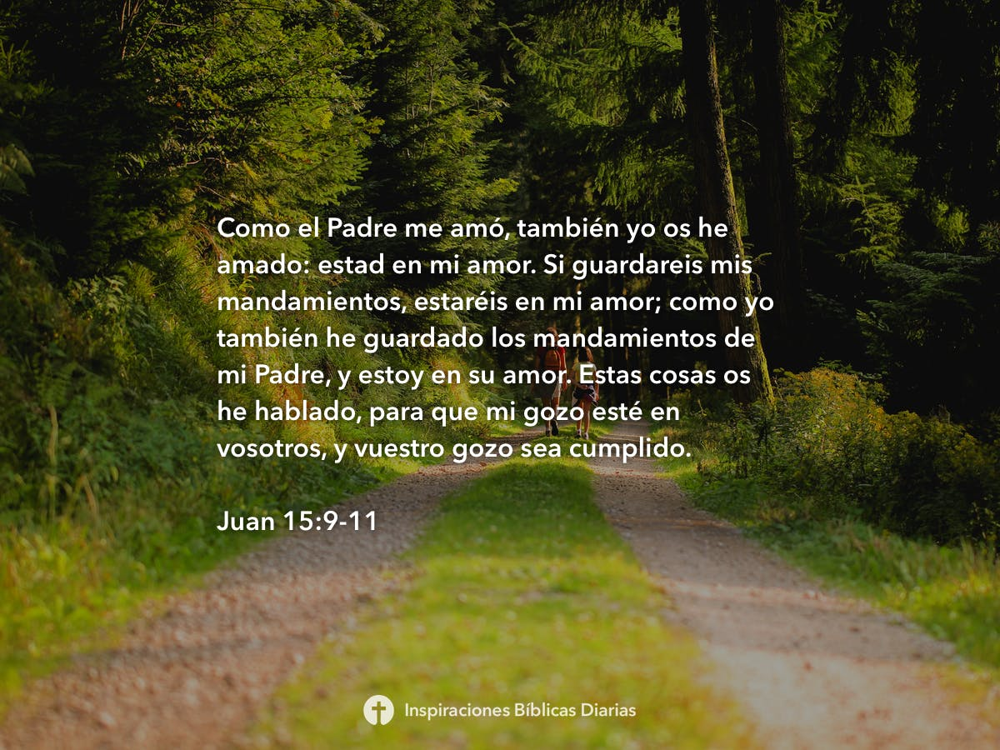 Como el Padre me amó, también yo os he
amado: estad en mi amor. Si guardareis mis
mandamientos, estaréis en mi amor; como yo
también he guardado los mandamientos de
mi Padre, y estoy en su amor. Estas cosas os
he hablado, para que mi gozo esté en
vosotros, y vuestro gozo sea cumplido.
Juan 15:9-11
Inspiraciones Bíblicas Diarias